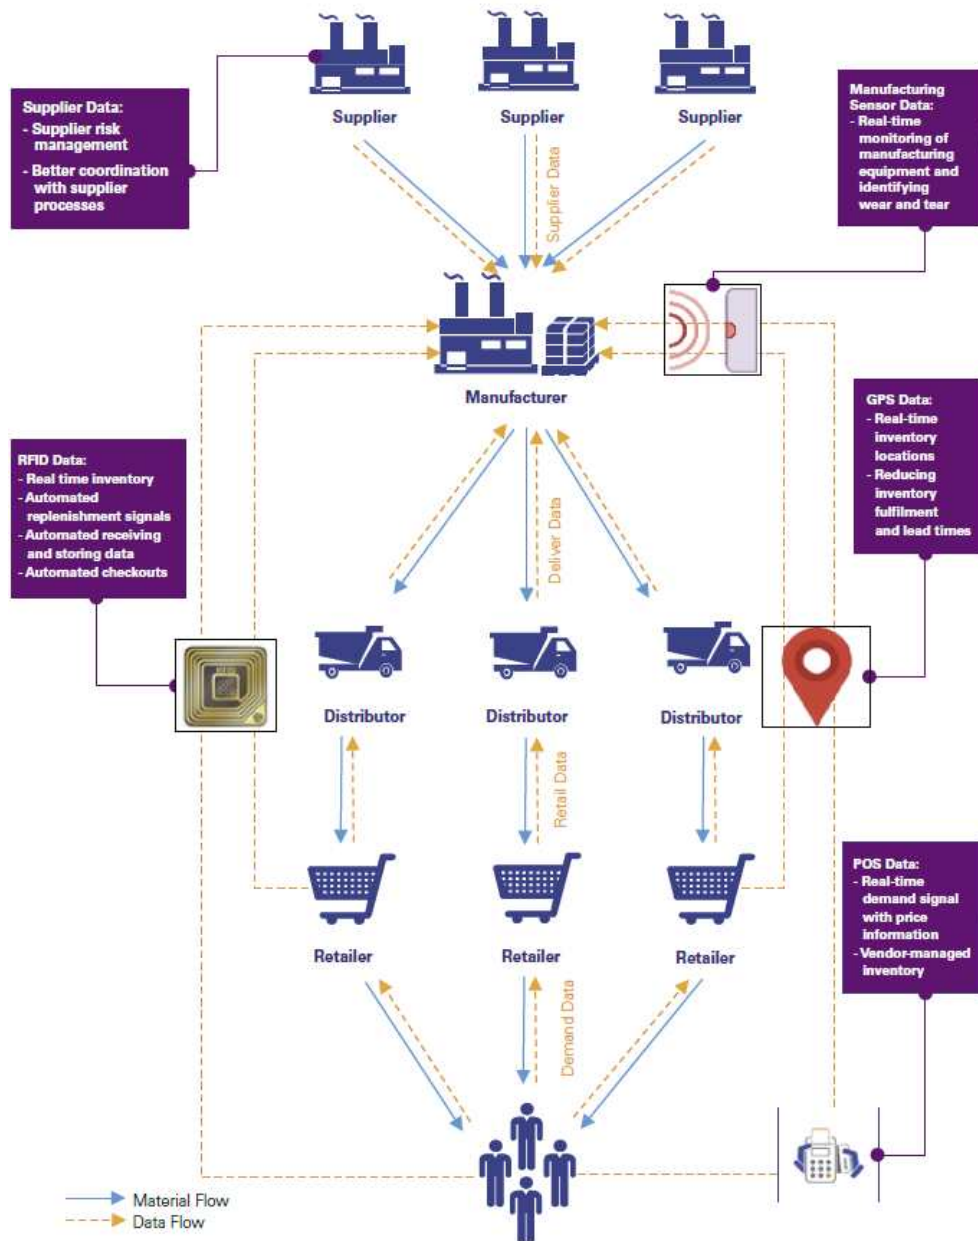 Supplier
Supplier
Supplier
Supplier Data:
- Supplier risk
management
- Better coordination
with supplier
processes
Manufacturing
Sensor Data:
- Real-time
monitoring of
manufacturing
equipment and
identifying
wear and tear
Supplier Data
Manufacturer
GPS Data:
- Real-time
inventory
locations
- Reducing
inventory
fulfilment
and lead times
RFID Data:
- Real time inventory
- Automated
replenishment signals
- Automated receiving
and storing data
- Automated checkouts
Deliver Data
Distributor
Distributor
Distributor
Retail Data
Retailer
Retailer
Retailer
POS Data:
- Real-time
demand signal
with price
information
- Vendor-managed
inventory
Demand Data
Material Flow
Data Flow